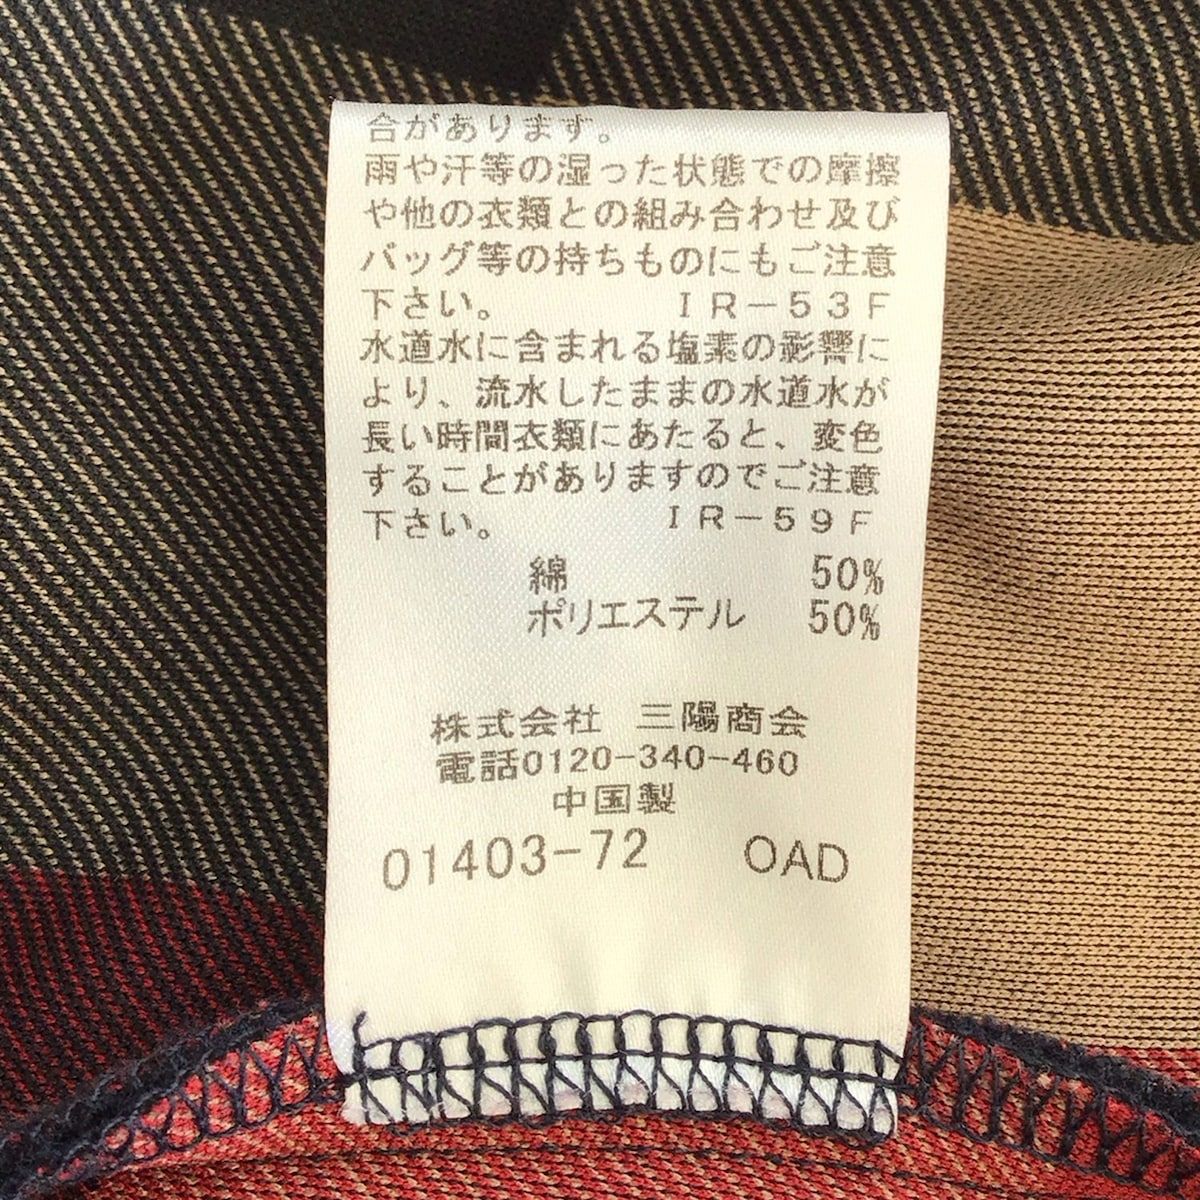 合があります。
雨や汗等の湿った状態での摩擦
や他の衣類との組み合わせ及び
バッグ等の持ちものにもご注意
下さい。 IR-53F
水道水に含まれる塩素の影響に
より、流水したままの水道水が
長い時間衣類にあたると、変色
することがありますのでご注意
下さい。 IR-59F
綿 50%
ポリエステル 50%
株式会社 三陽商会
電話0120-340-460
中国製
01403-72 OAD